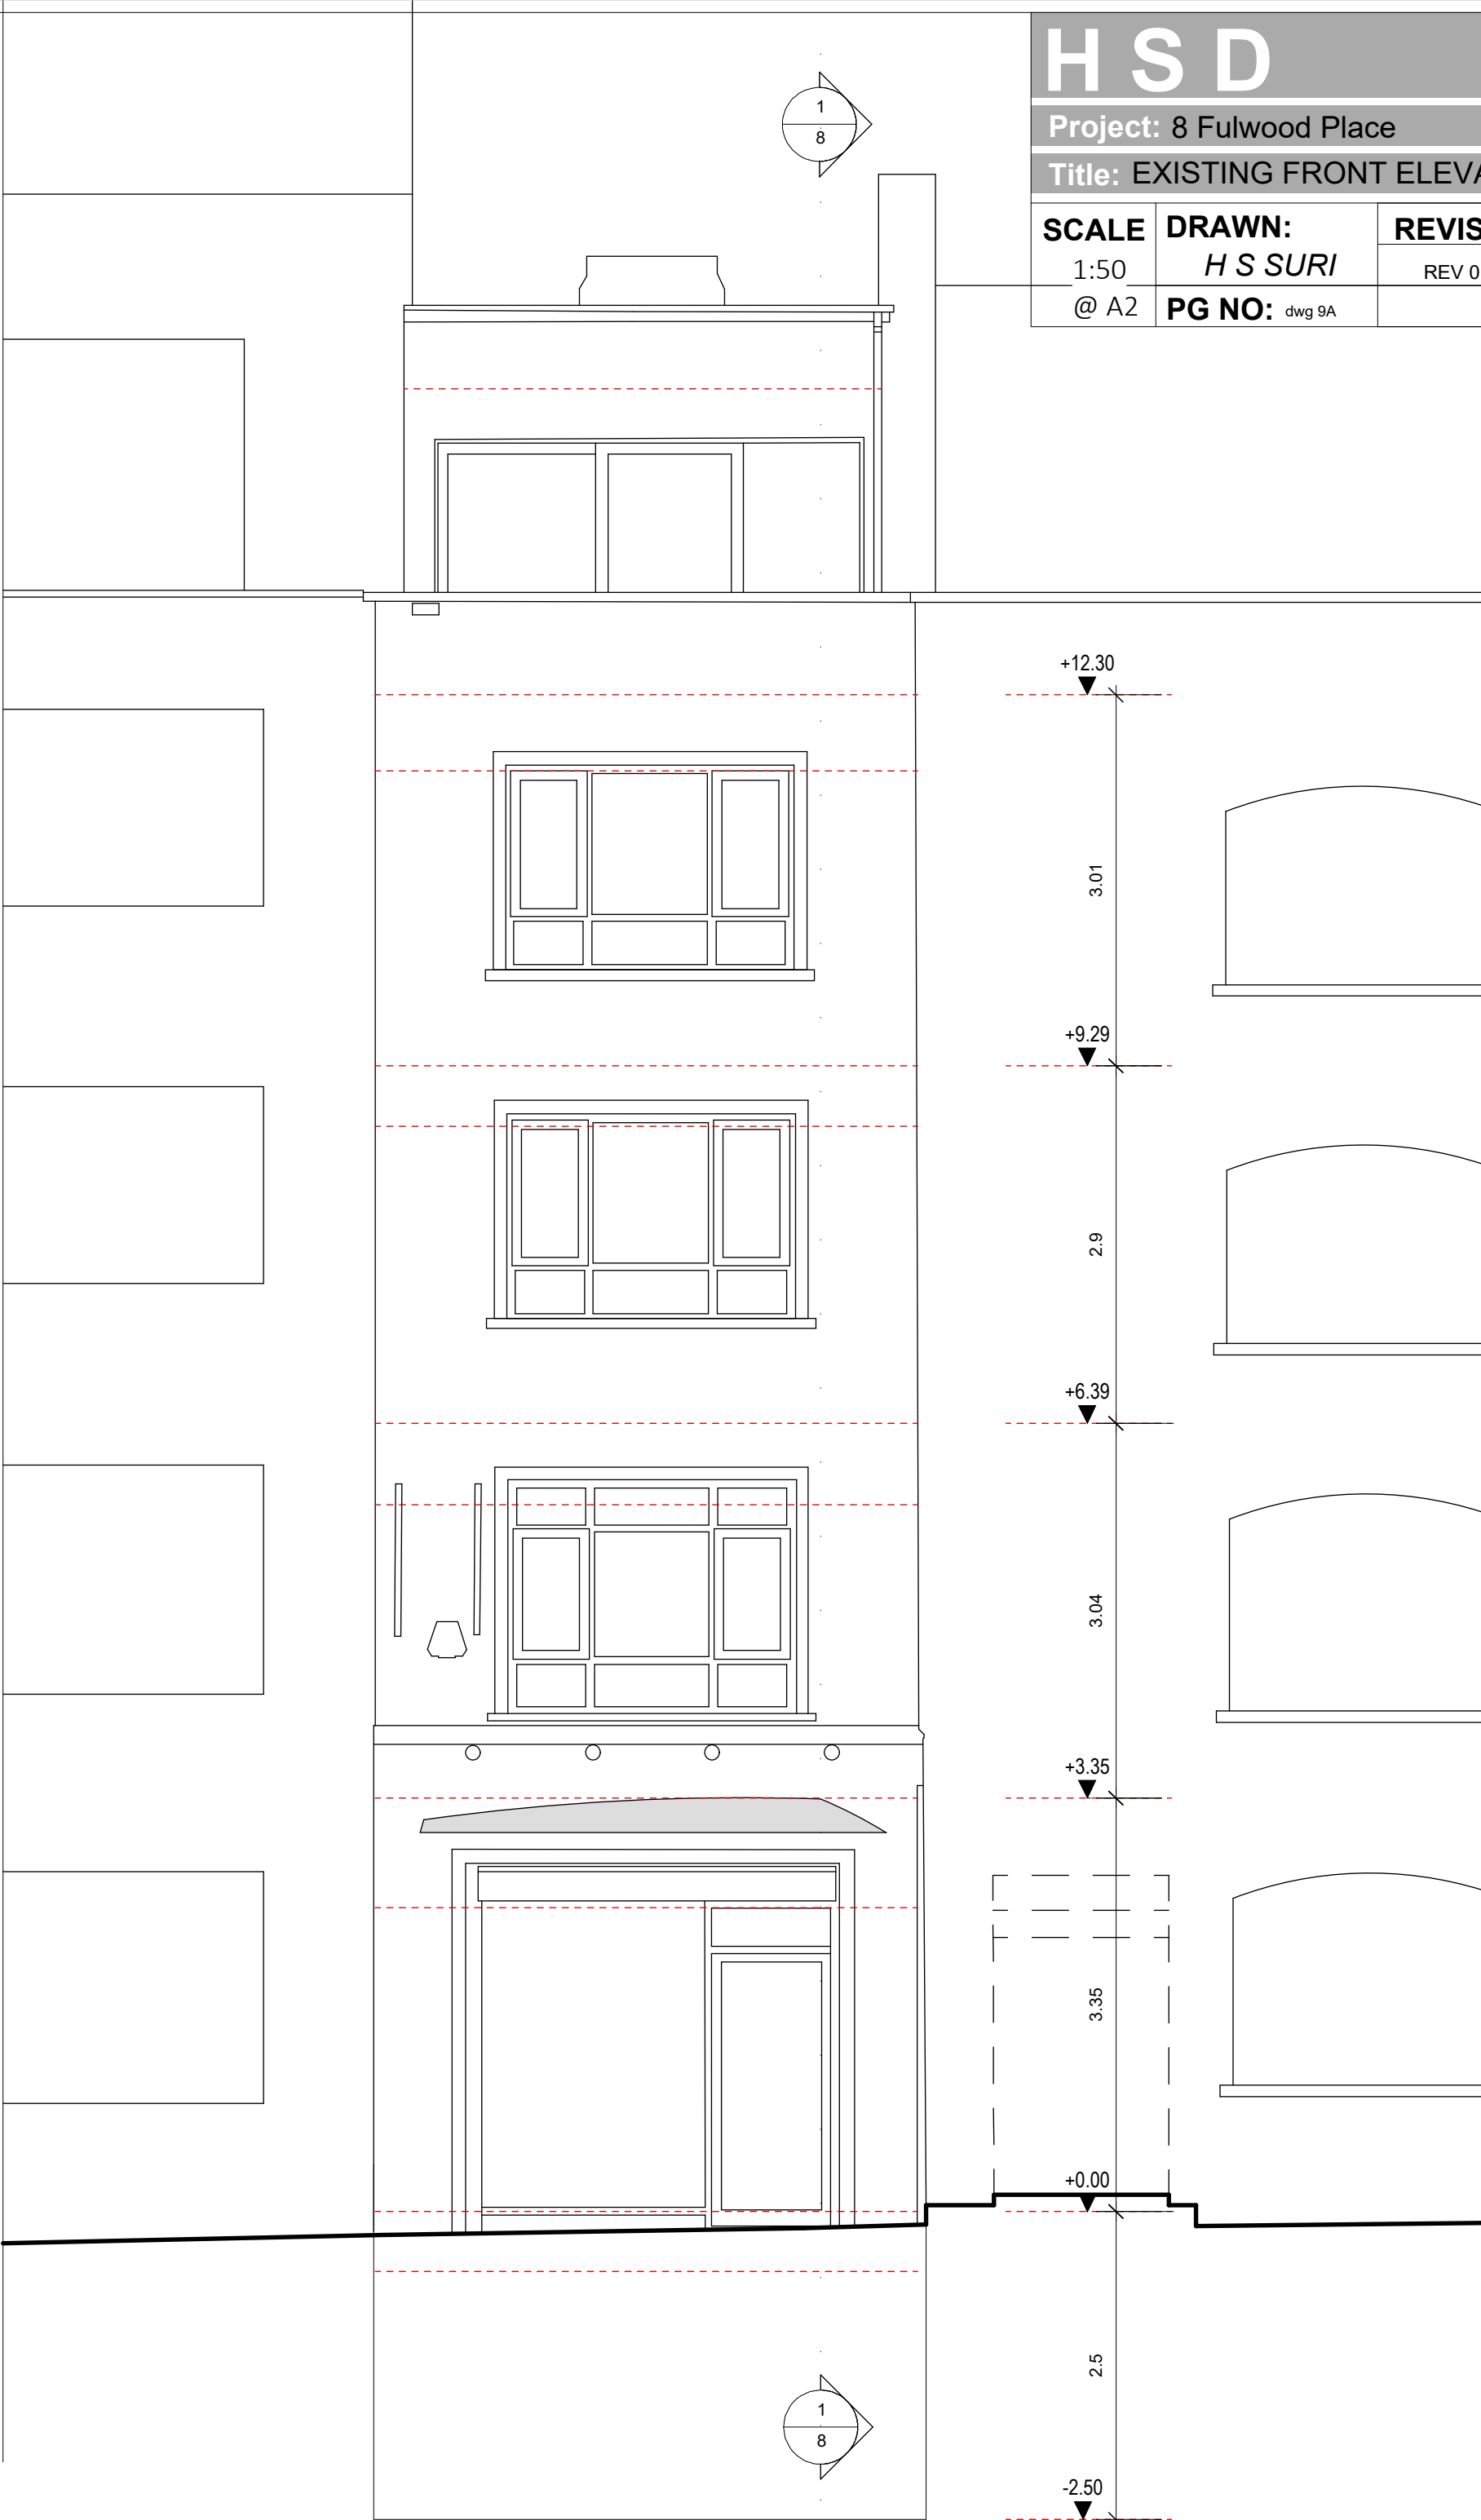 H S D
Project: 8 Fulwood Place
Title: EXISTING FRONT ELEVA
SCALE
1:50
@ A2
DRAWN:
H S SURI
PG NO: dwg 9A
REVIS
REV 0
1
8
+12.30
3.01
+9.29
2.9
+6.39
3.04
+3.35
3.35
+0.00
2.5
1
8
-2.50